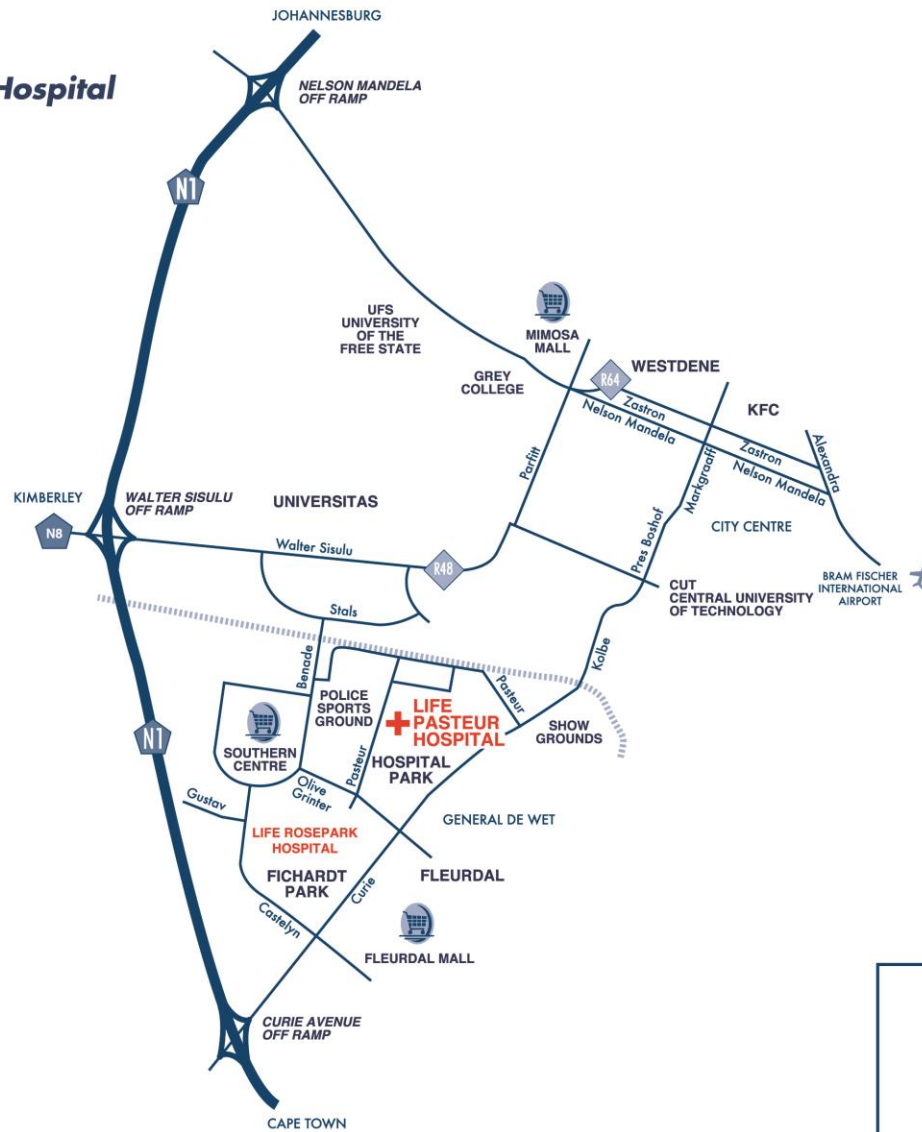 JOHANNESBURG
Hospital
NELSON MANDELA
OFF RAMP
N1
UFS
UNIVERSITY
OF THE
FREE STATE
MIMOSA
MALL
GREY
COLLEGE
R64
WESTDENE
KFC
Zastron
Nelson Mandela
Zastron
Nelson Mandela
Alexandra
Parfitt
Markgraaff
KIMBERLEY
N8
WALTER SISULU
OFF RAMP
UNIVERSITAS
Walter Sisulu
R48
Pres Boshof
CITY CENTRE
CUT
CENTRAL UNIVERSITY
OF TECHNOLOGY
BRAM FISCHER
INTERNATIONAL
AIRPORT
Stals
Benade
Kolbe
POLICE
SPORTS
GROUND
LIFE
PASTEUR
HOSPITAL
Pasteur
SHOW
GROUNDS
N1
SOUTHERN
CENTRE
Pasteur
HOSPITAL
PARK
Olive
Grinter
Gustav
LIFE ROSEPARK
HOSPITAL
GENERAL DE WET
FICHARDT
PARK
Curie
FLEURDAL
Castelyn
FLEURDAL MALL
CURIE AVENUE
OFF RAMP
CAPE TOWN